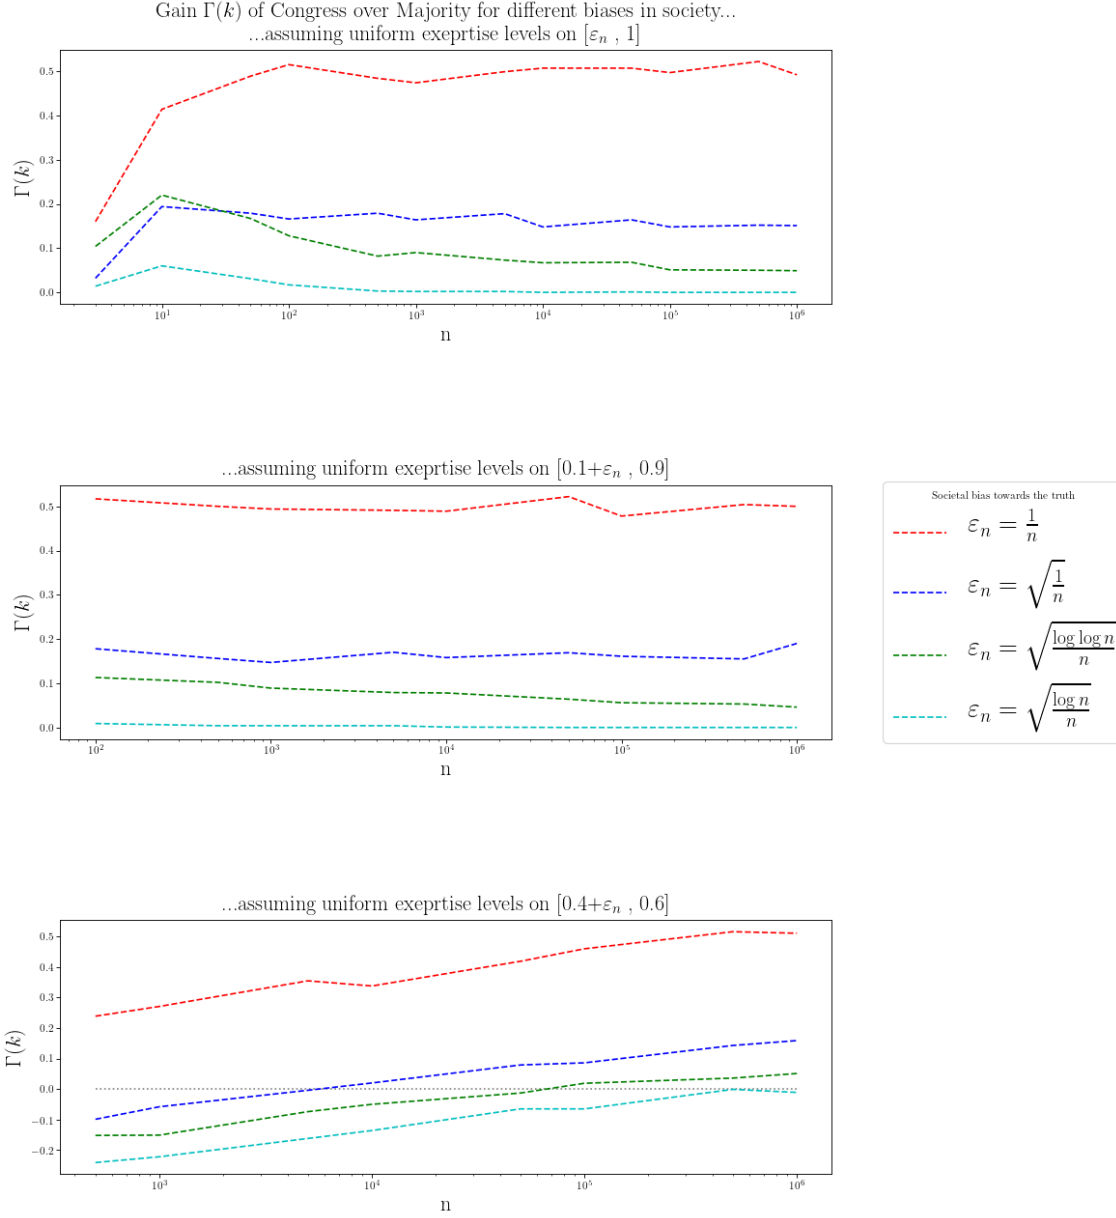 Gain Γ(k) of Congress over Majority for different biases in society...
...assuming uniform exeprtise levels on [εₙ , 1]
Γ(k)
0.5
0.4
0.3
0.2
0.1
0.0
10¹ 10² 10³ 10⁴ 10⁵ 10⁶
n
...assuming uniform exeprtise levels on [0.1+εₙ , 0.9]
Γ(k)
0.5
0.4
0.3
0.2
0.1
0.0
10² 10³ 10⁴ 10⁵ 10⁶
n
Societal bias towards the truth
εₙ = 1/n
εₙ = √(1/n)
εₙ = √(log log n/n)
εₙ = √(log n/n)
...assuming uniform exeprtise levels on [0.4+εₙ , 0.6]
Γ(k)
0.5
0.4
0.3
0.2
0.1
0.0
−0.1
−0.2
10³ 10⁴ 10⁵ 10⁶
n